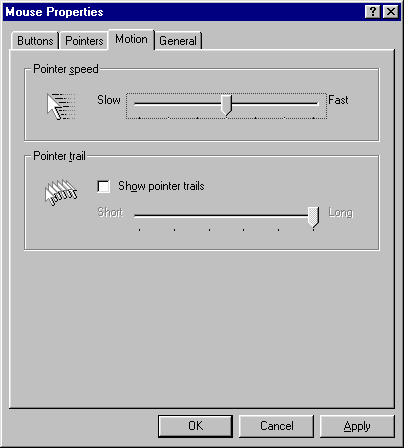 Mouse Properties
Buttons Pointers Motion General
Pointer speed
Slow Fast
Pointer trail
Show pointer trails
Short Long
OK Cancel Apply